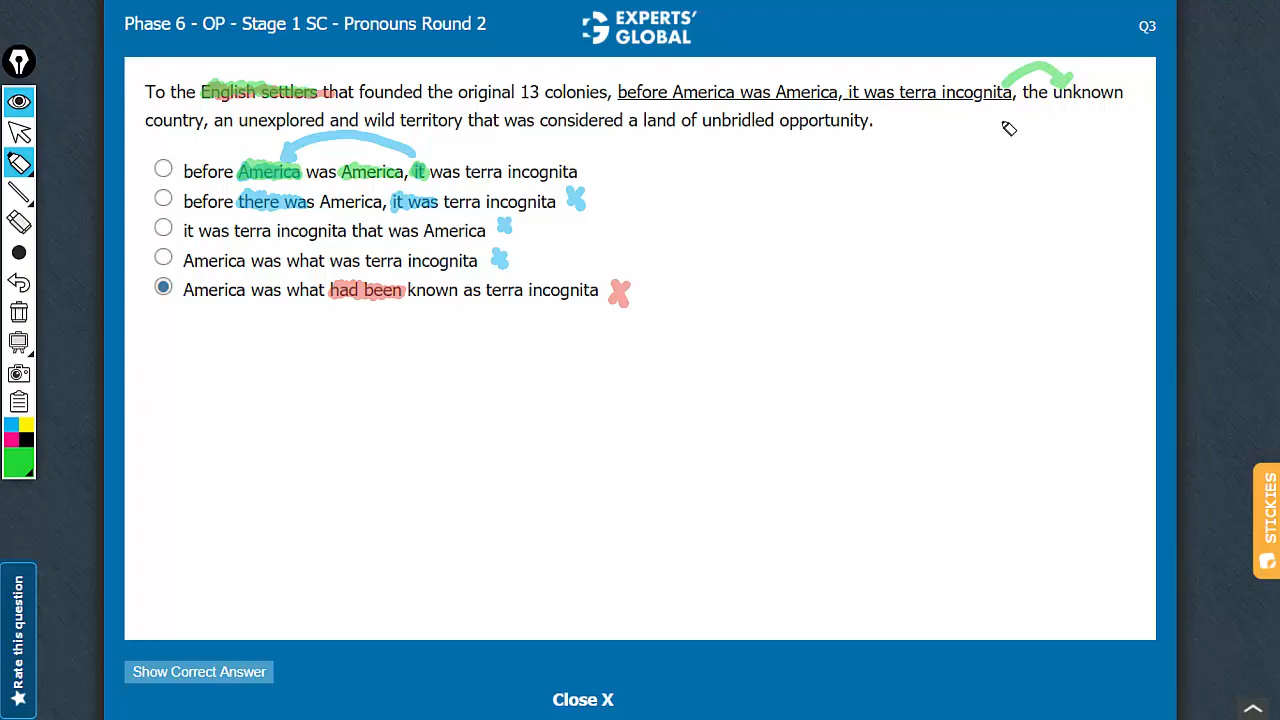 Phase 6 - OP - Stage 1 SC - Pronouns Round 2
EXPERTS'
GLOBAL
Q3
To the English settlers that founded the original 13 colonies, before America was America, it was terra incognita, the unknown
country, an unexplored and wild territory that was considered a land of unbridled opportunity.
before America was America, it was terra incognita
before there was America, it was terra incognita
it was terra incognita that was America
America was what was terra incognita
America was what had been known as terra incognita
STICKIES
Rate this question
Show Correct Answer
Close X